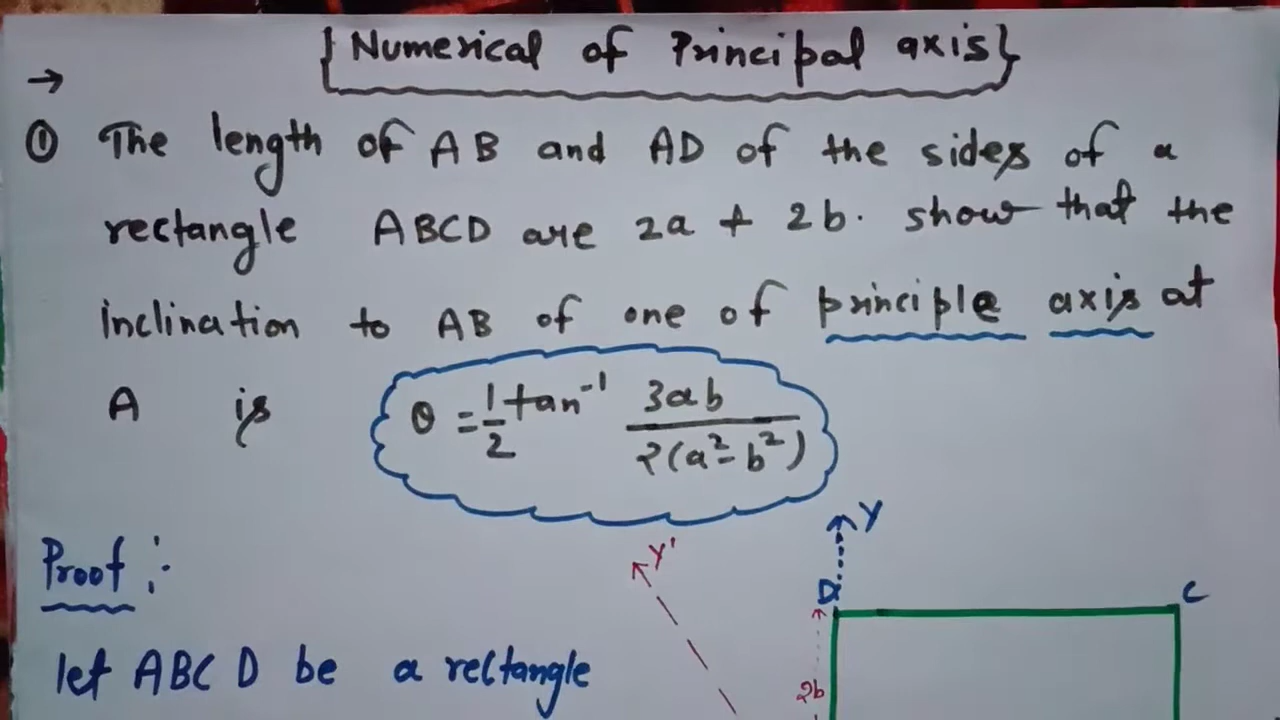 {Numerical of Principal axis}
→
① The length of AB and AD of the sides of a
rectangle ABCD are 2a + 2b. show that the
inclination to AB of one of principle axis at
A is θ = 1/2 tan⁻¹ 3ab / 2(a² - b²)
Y
Y'
Proof :-
D
C
let ABCD be a rectangle
2b